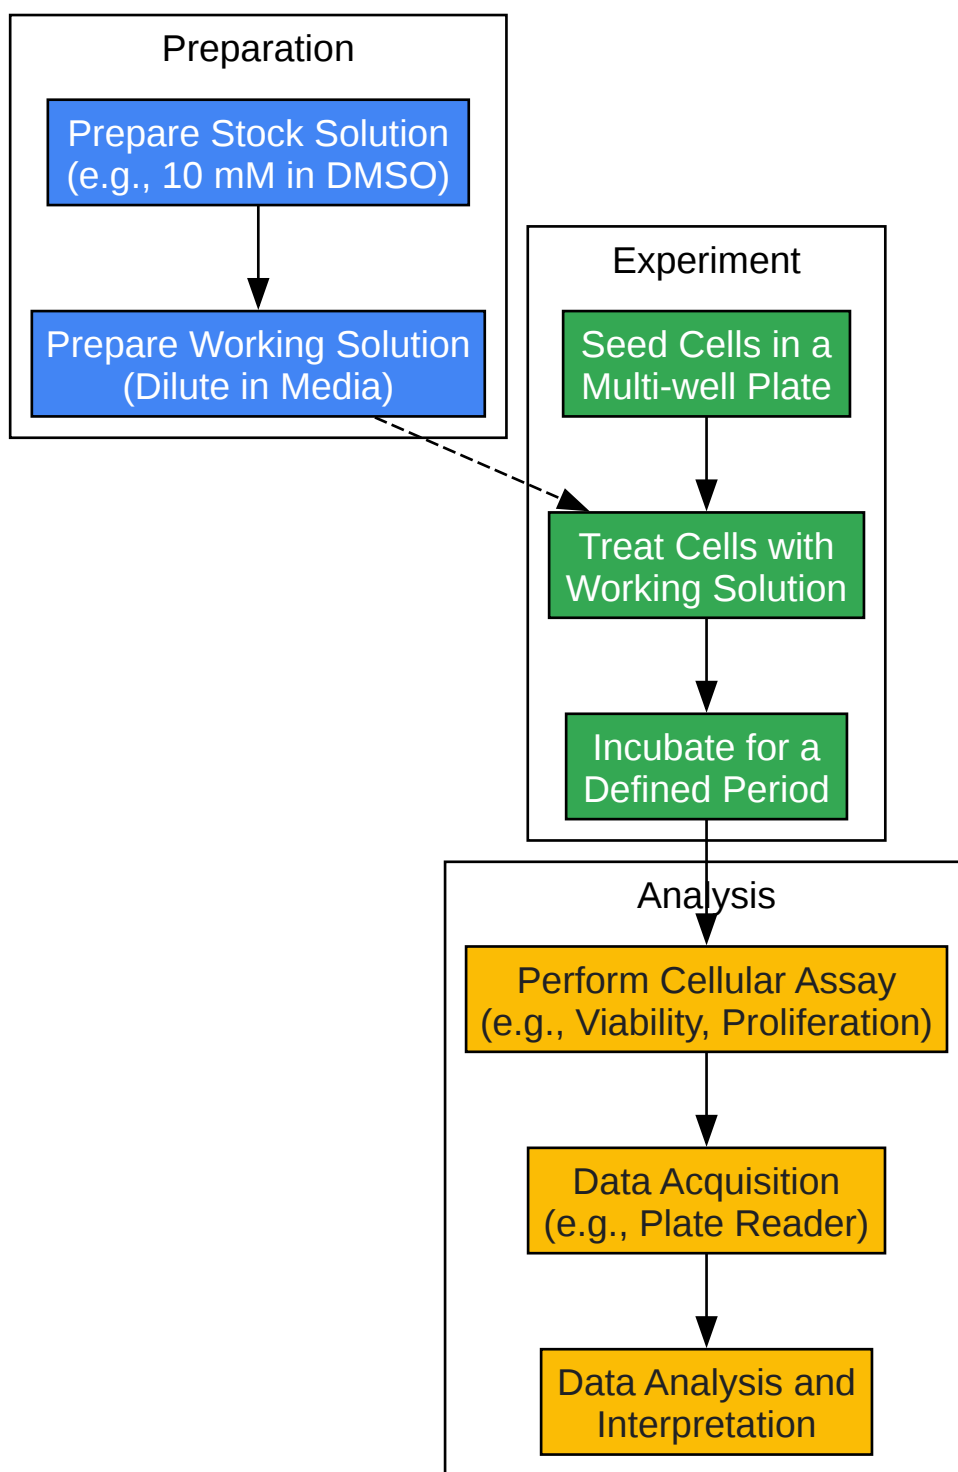 Preparation
Prepare Stock Solution
(e.g., 10 mM in DMSO)
Prepare Working Solution
(Dilute in Media)
Experiment
Seed Cells in a
Multi-well Plate
Treat Cells with
Working Solution
Incubate for a
Defined Period
Analysis
Perform Cellular Assay
(e.g., Viability, Proliferation)
Data Acquisition
(e.g., Plate Reader)
Data Analysis and
Interpretation